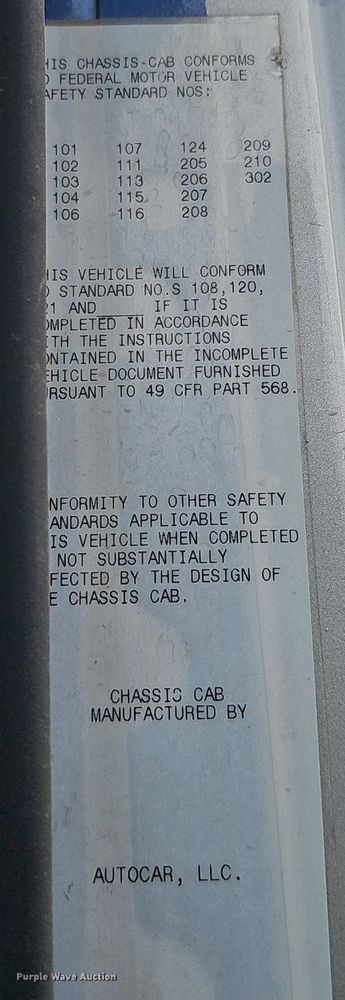 HIS CHASSIS-CAB CONFORMS
O FEDERAL MOTOR VEHICLE
AFETY STANDARD NOS:
101 107 124 209
102 111 205 210
103 113 206 302
104 115 207
106 116 208
HIS VEHICLE WILL CONFORM
O STANDARD NO.S 108,120,
21 AND_____ IF IT IS
OMPLETED IN ACCORDANCE
ITH THE INSTRUCTIONS
ONTAINED IN THE INCOMPLETE
EHICLE DOCUMENT FURNISHED
URSUANT TO 49 CFR PART 568.
NFORMITY TO OTHER SAFETY
ANDARDS APPLICABLE TO
IS VEHICLE WHEN COMPLETED
NOT SUBSTANTIALLY
FECTED BY THE DESIGN OF
E CHASSIS CAB.
CHASSIS CAB
MANUFACTURED BY
AUTOCAR, LLC.
Purple Wave Auction